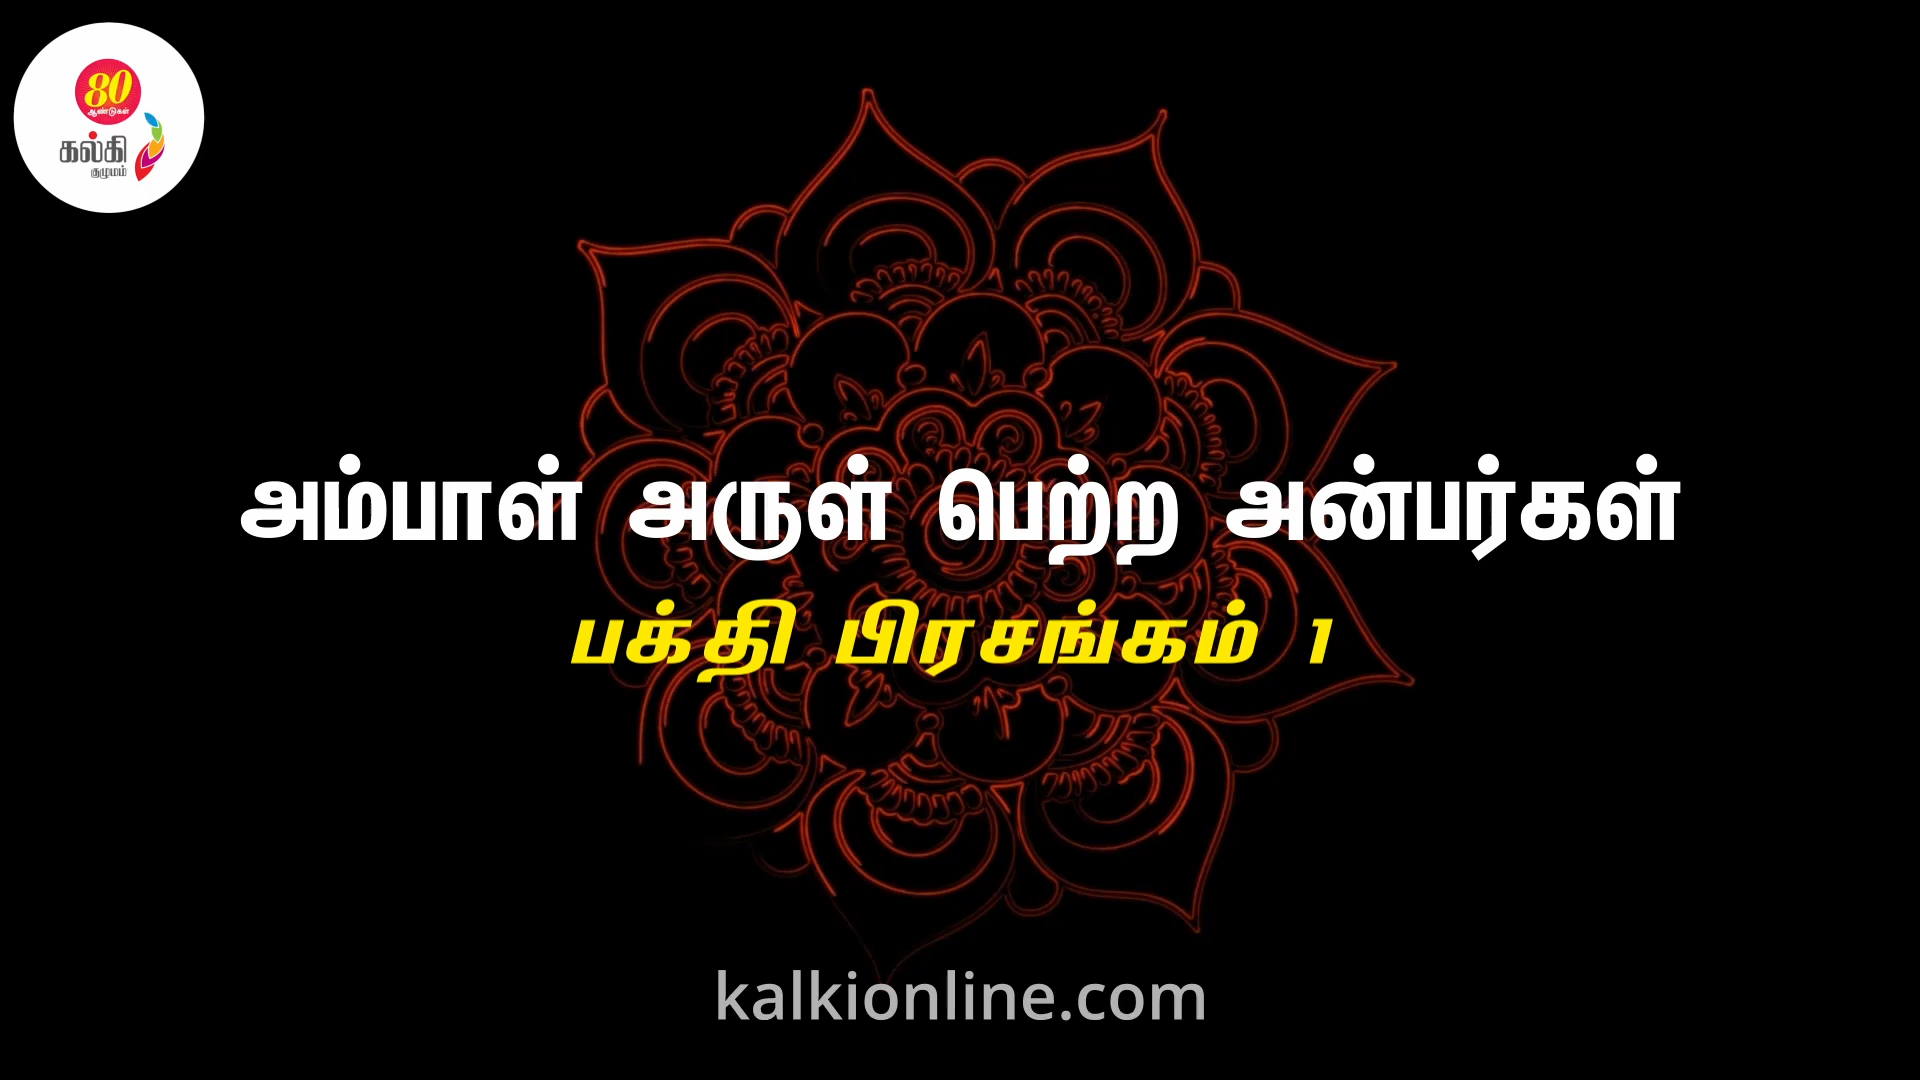 80
ஆண்டுகள்
கல்கி
குழுமம்
அம்பாள் அருள் பெற்ற அன்பர்கள்
பக்தி பிரசங்கம் 1
kalkionline.com